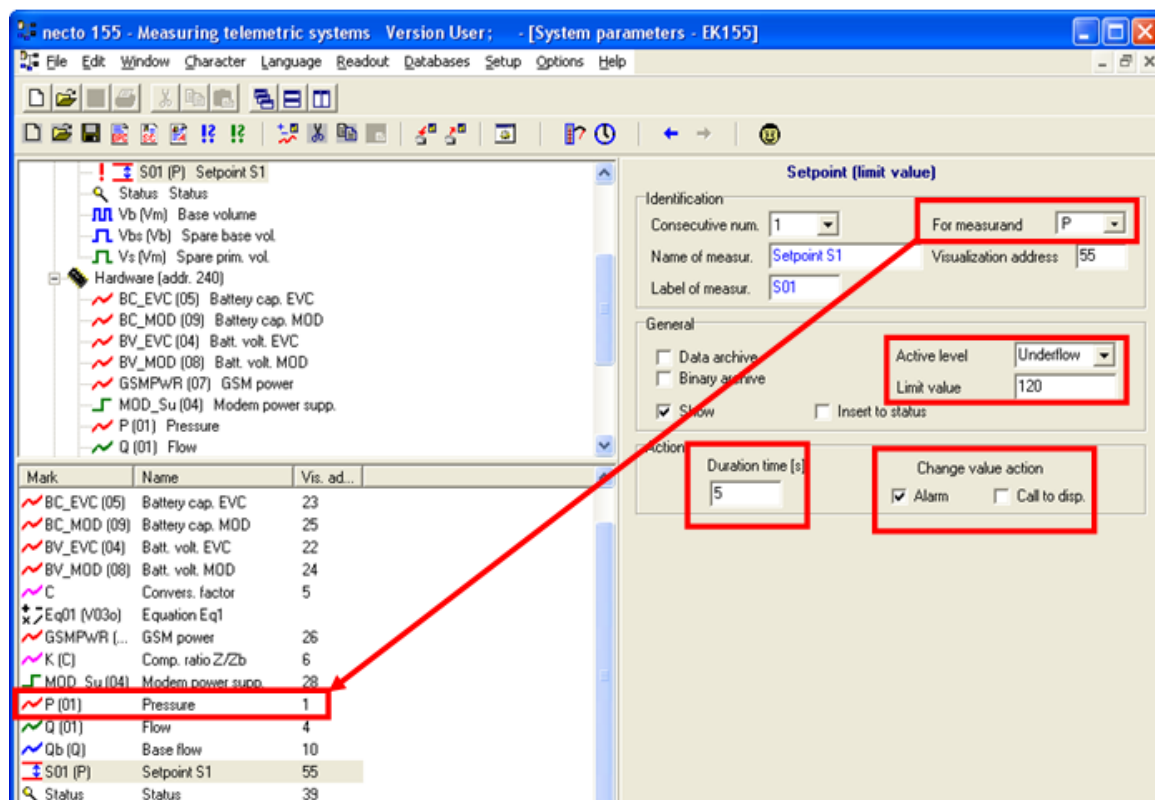 necto 155 - Measuring telemetric systems Version User; - [System parameters - EK155]
File Edit Window Character Language Readout Databases Setup Options Help
S01 (P) Setpoint S1
Status Status
Vb (Vm) Base volume
Vbs (Vb) Spare base vol.
Vs (Vm) Spare prim. vol.
Hardware (addr. 240)
BC_EVC (05) Battery cap. EVC
BC_MOD (09) Battery cap. MOD
BV_EVC (04) Batt. volt. EVC
BV_MOD (08) Batt. volt. MOD
GSMPWR (07) GSM power
MOD_Su (04) Modem power supp.
P (01) Pressure
Q (01) Flow
Mark Name Vis. ad...
BC_EVC (05) Battery cap. EVC 23
BC_MOD (09) Battery cap. MOD 25
BV_EVC (04) Batt. volt. EVC 22
BV_MOD (08) Batt. volt. MOD 24
C Convers. factor 5
Eq01 (V03o) Equation Eq1
GSMPWR (... GSM power 26
K (C) Comp. ratio Z/Zb 6
MOD_Su (04) Modem power supp. 28
P (01) Pressure 1
Q (01) Flow 4
Qb (Q) Base flow 10
S01 (P) Setpoint S1 55
Status Status 39
Setpoint (limit value)
Identification
Consecutive num. 1 For measurand P
Name of measur. Setpoint S1 Visualization address 55
Label of measur. S01
General
Data archive Active level Underflow
Binary archive Limit value 120
Show Insert to status
Action
Duration time [s] Change value action
5 Alarm Call to disp.